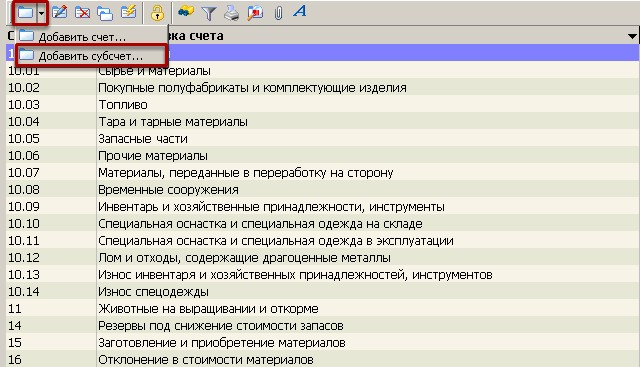 A
Добавить счет...
С вка счета
Добавить субсчет...
1
10.01 Сырье и материалы
10.02 Покупные полуфабрикаты и комплектующие изделия
10.03 Топливо
10.04 Тара и тарные материалы
10.05 Запасные части
10.06 Прочие материалы
10.07 Материалы, переданные в переработку на сторону
10.08 Временные сооружения
10.09 Инвентарь и хозяйственные принадлежности, инструменты
10.10 Специальная оснастка и специальная одежда на складе
10.11 Специальная оснастка и специальная одежда в эксплуатации
10.12 Лом и отходы, содержащие драгоценные металлы
10.13 Износ инвентаря и хозяйственных принадлежностей, инструментов
10.14 Износ спецодежды
11 Животные на выращивании и откорме
14 Резервы под снижение стоимости запасов
15 Заготовление и приобретение материалов
16 Отклонение в стоимости материалов